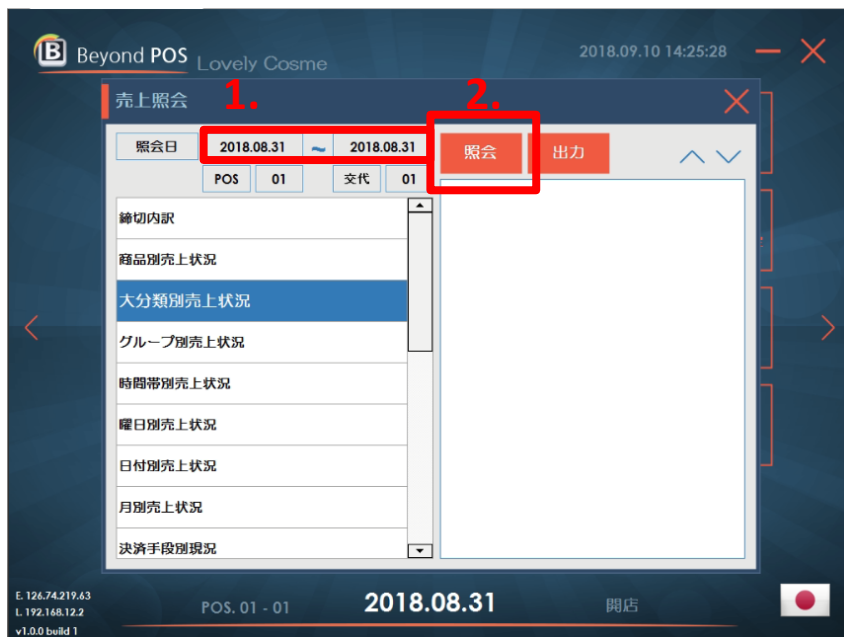 B Beyond POS Lovely Cosme 2018.09.10 14:25:28
売上照会
1. 2.
照会日 2018.08.31 ~ 2018.08.31 照会 出力
POS 01 交代 01
締切内訳
商品別売上状況
大分類別売上状況
グループ別売上状況
時間帯別売上状況
曜日別売上状況
日付別売上状況
月別売上状況
決済手段別現況
E. 126.74.219.63
L. 192.168.12.2
v1.0.0 build 1
POS. 01 - 01 2018.08.31 開店